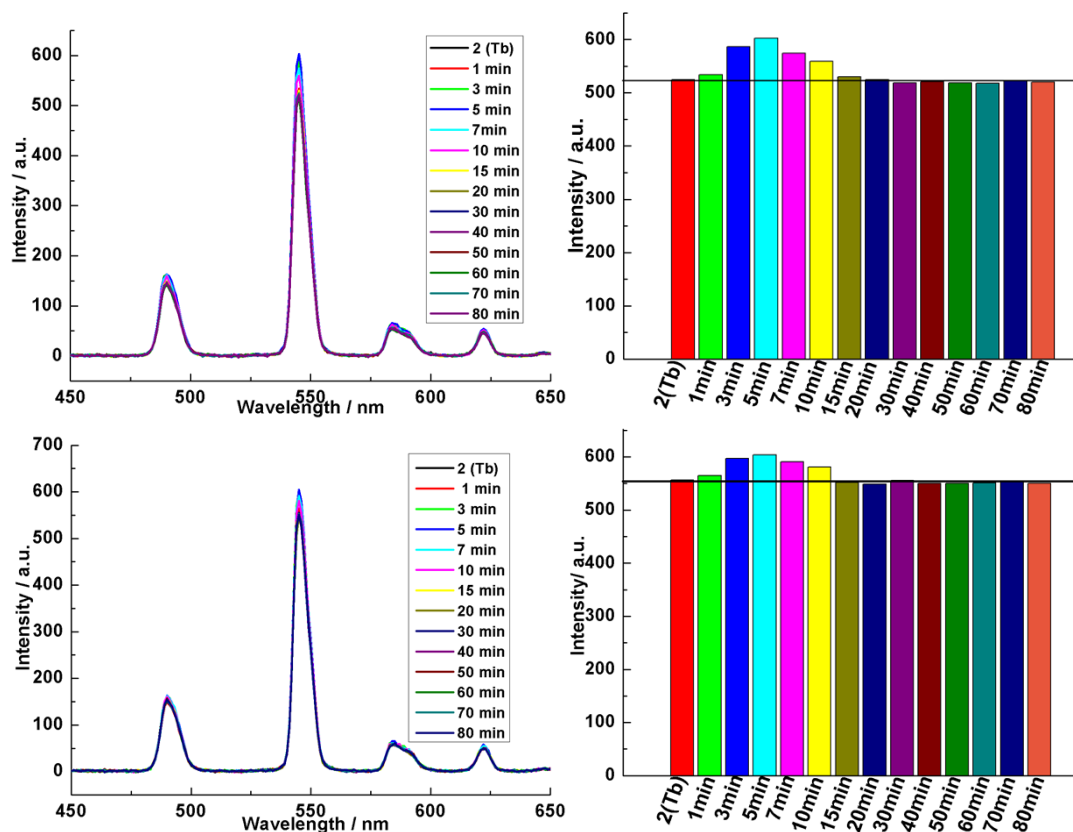 600
500
400
300
200
100
0
Intensity / a.u.
450
500
550
600
650
Wavelength / nm
2 (Tb)
1 min
3 min
5 min
7min
10 min
15 min
20 min
30 min
40 min
50 min
60 min
70 min
80 min
600
500
400
300
200
100
0
Intensity / a.u.
2(Tb)
1min
3min
5min
7min
10min
15min
20min
30min
40min
50min
60min
70min
80min
700
600
500
400
300
200
100
0
Intensity / a.u.
450
500
550
600
650
Wavelength / nm
2 (Tb)
1 min
3 min
5 min
7 min
10 min
15 min
20 min
30 min
40 min
50 min
60 min
70 min
80 min
600
500
400
300
200
100
0
Intensity/ a.u.
2(Tb)
1min
3min
5min
7min
10min
15min
20min
30min
40min
50min
60min
70min
80min